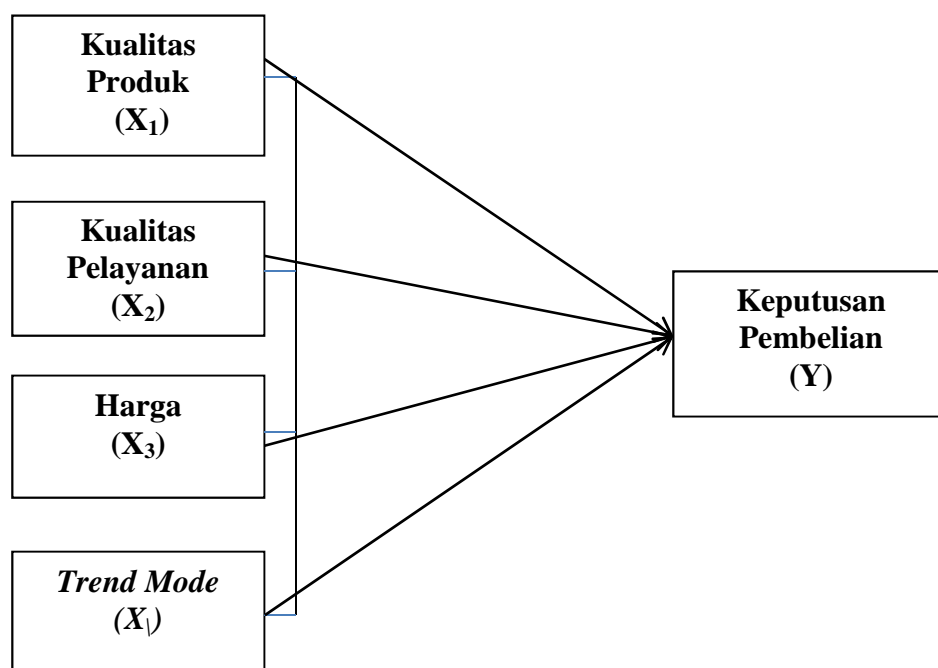 Kualitas
Produk
(X₁)
Kualitas
Pelayanan
(X₂)
Harga
(X₃)
Trend Mode
(X\)
Keputusan
Pembelian
(Y)